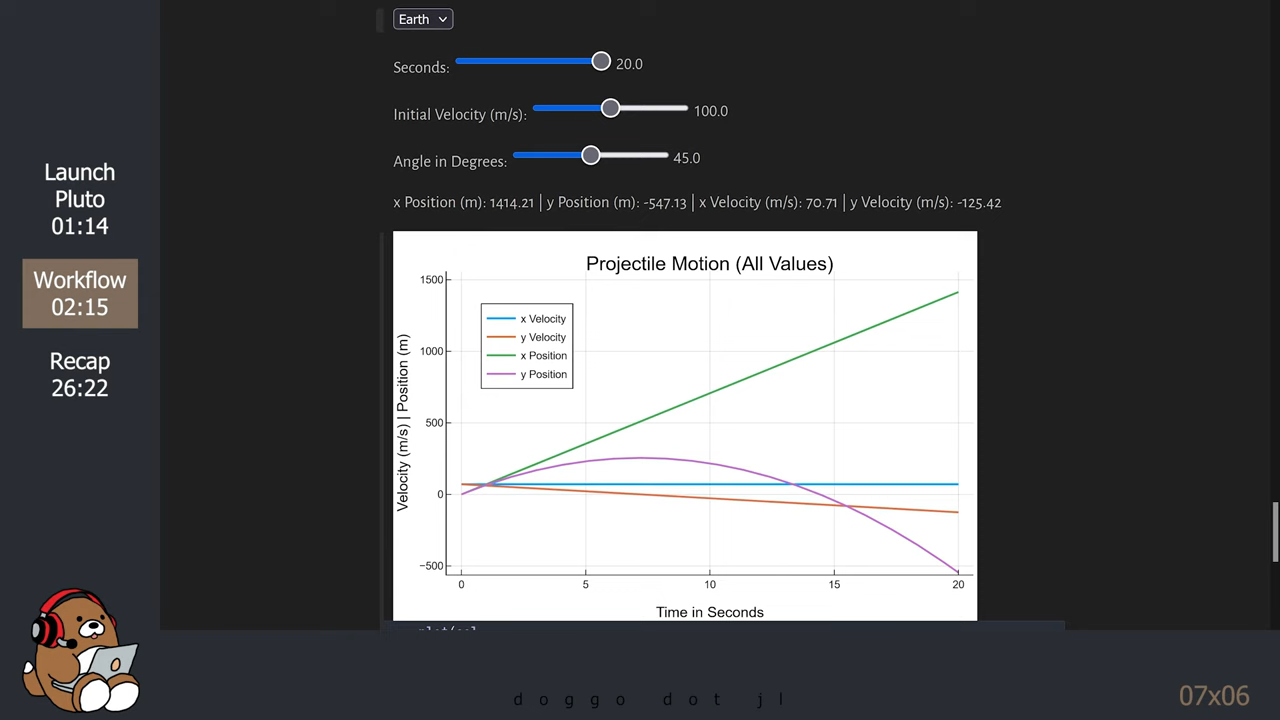 Launch
Pluto
01:14
Workflow
02:15
Recap
26:22
Earth
Seconds: 20.0
Initial Velocity (m/s): 100.0
Angle in Degrees: 45.0
x Position (m): 1414.21 | y Position (m): -547.13 | x Velocity (m/s): 70.71 | y Velocity (m/s): -125.42
Projectile Motion (All Values)
x Velocity
y Velocity
x Position
y Position
Velocity (m/s) | Position (m)
1500
1000
500
0
−500
0 5 10 15 20
Time in Seconds
doggo dot jl
07x06